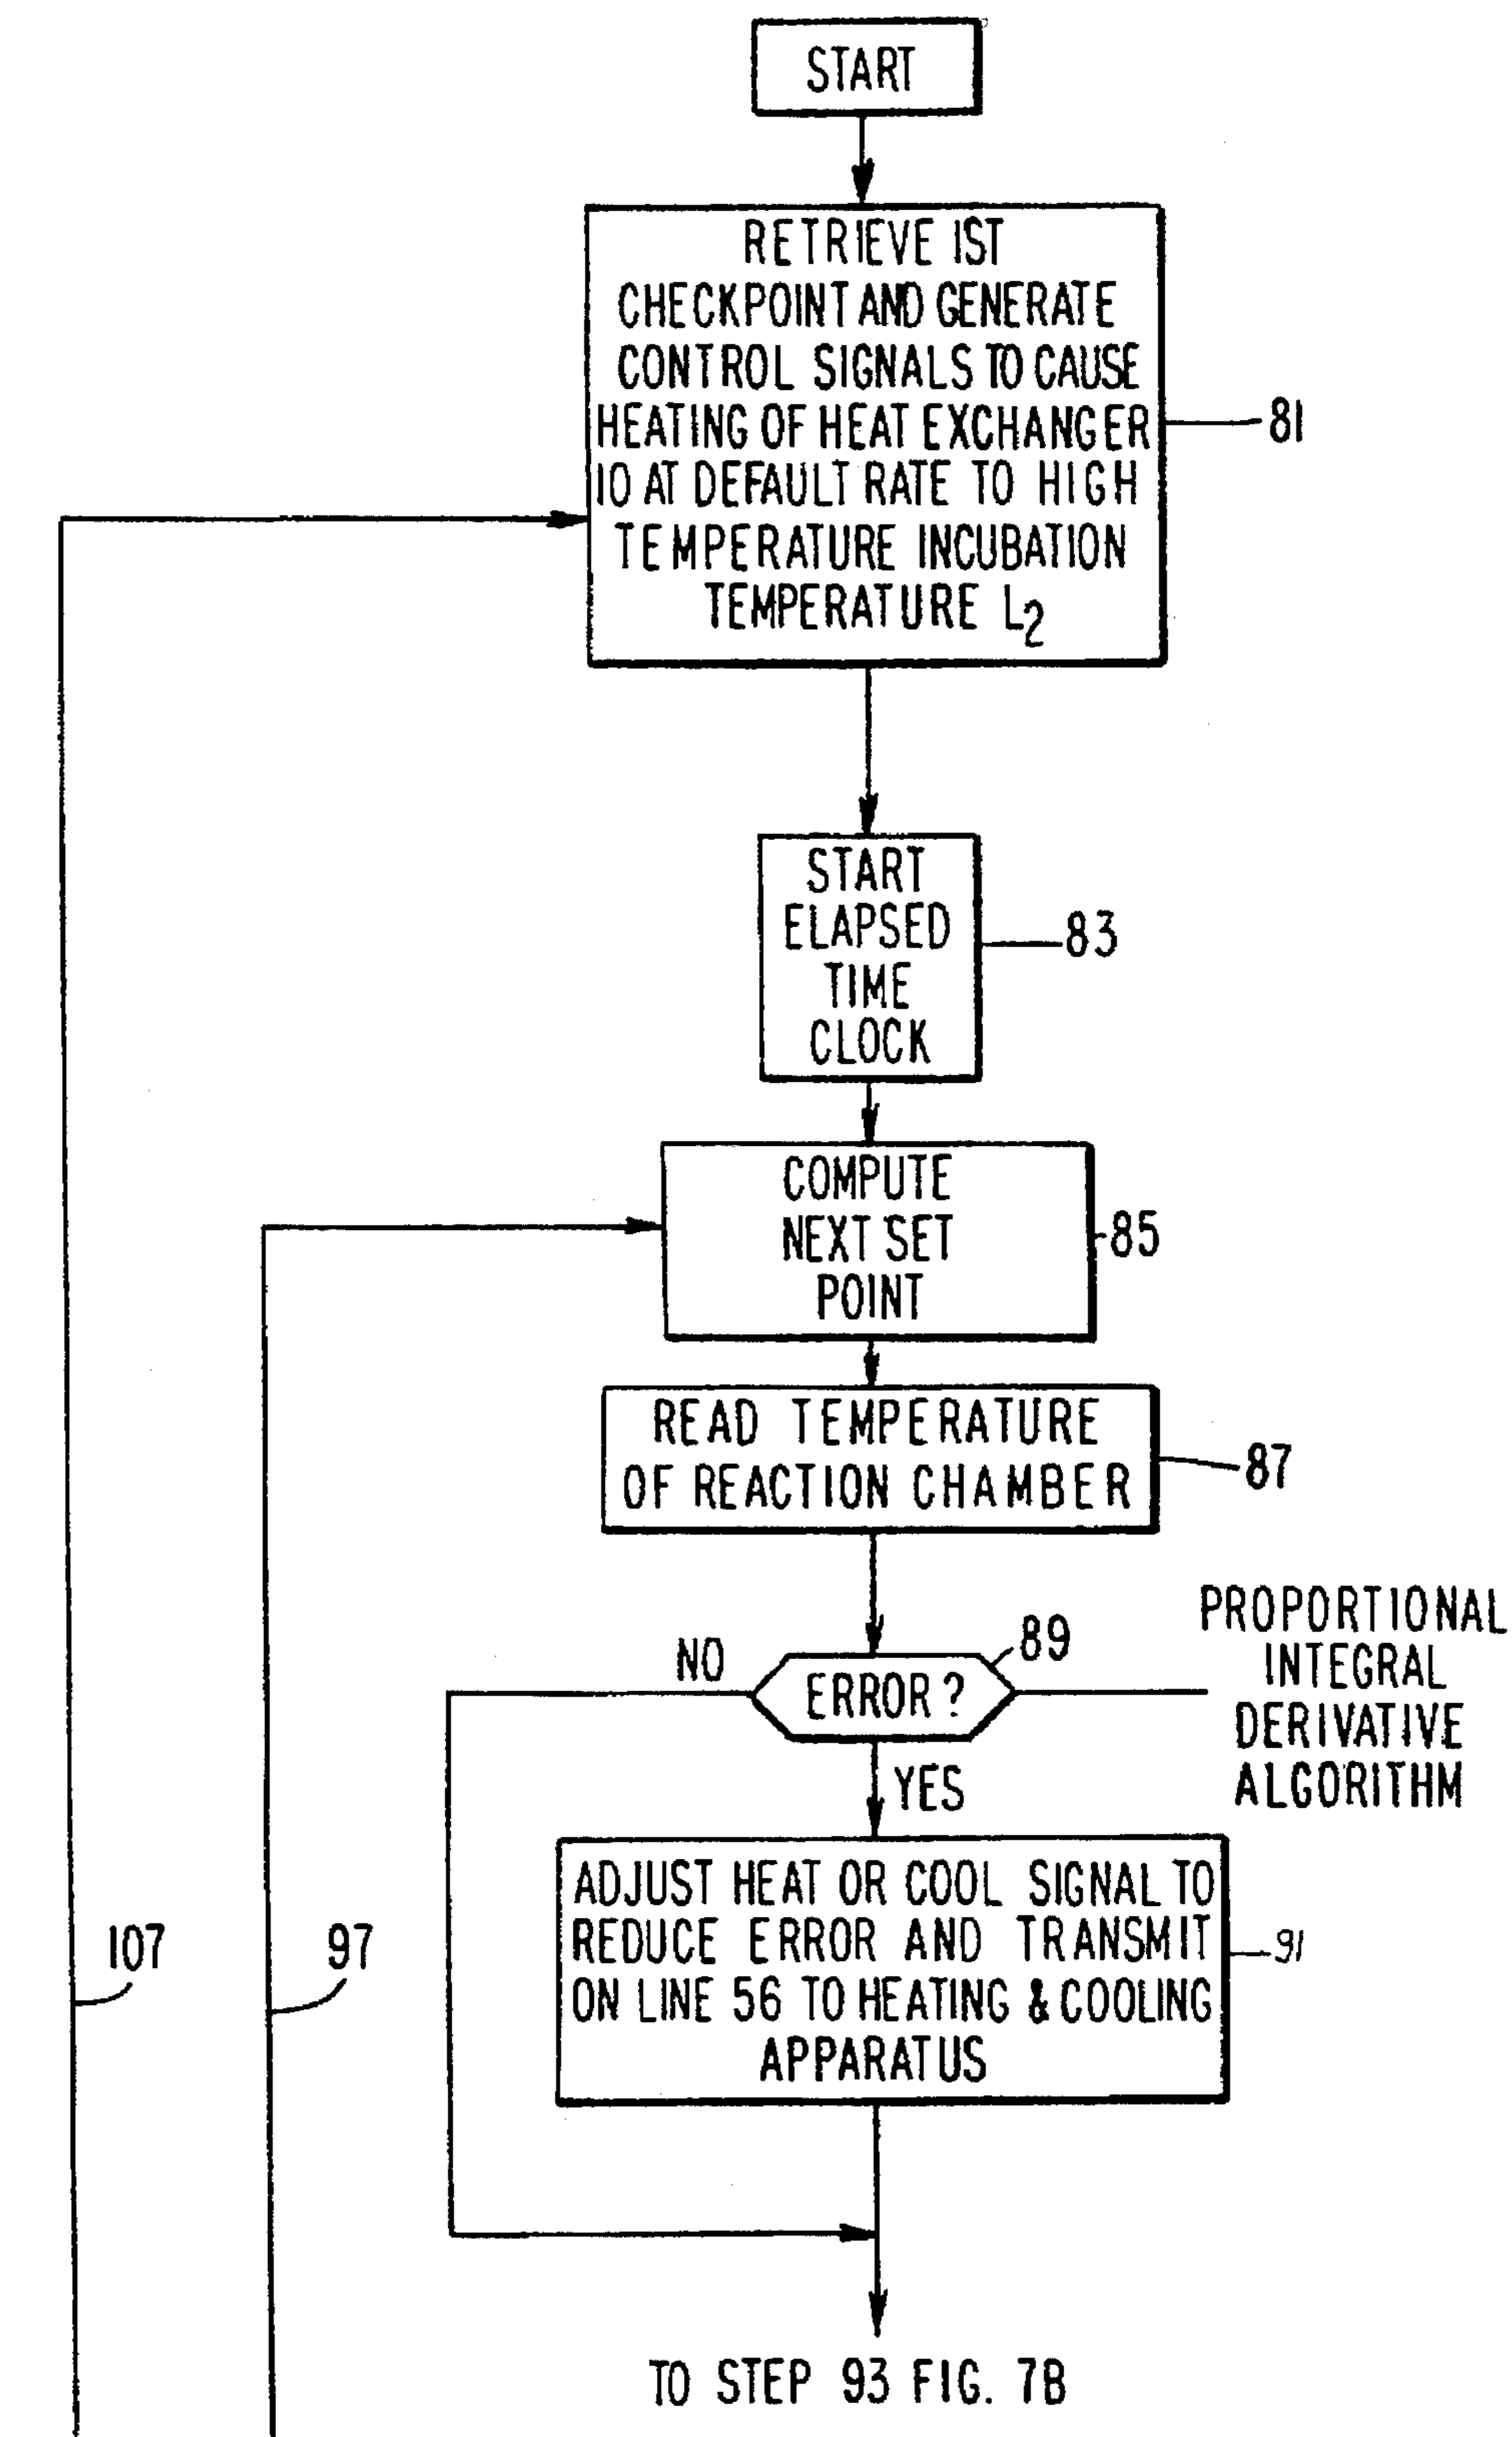 START
RETRIEVE 1ST
CHECKPOINT AND GENERATE
CONTROL SIGNALS TO CAUSE
HEATING OF HEAT EXCHANGER
10 AT DEFAULT RATE TO HIGH
TEMPERATURE INCUBATION
TEMPERATURE L2
81
START
ELAPSED
TIME
CLOCK
83
COMPUTE
NEXT SET
POINT
85
READ TEMPERATURE
OF REACTION CHAMBER
87
NO
ERROR?
89
PROPORTIONAL
INTEGRAL
DERIVATIVE
ALGORITHM
YES
ADJUST HEAT OR COOL SIGNAL TO
REDUCE ERROR AND TRANSMIT
ON LINE 56 TO HEATING & COOLING
APPARATUS
91
107
97
TO STEP 93 FIG. 7B